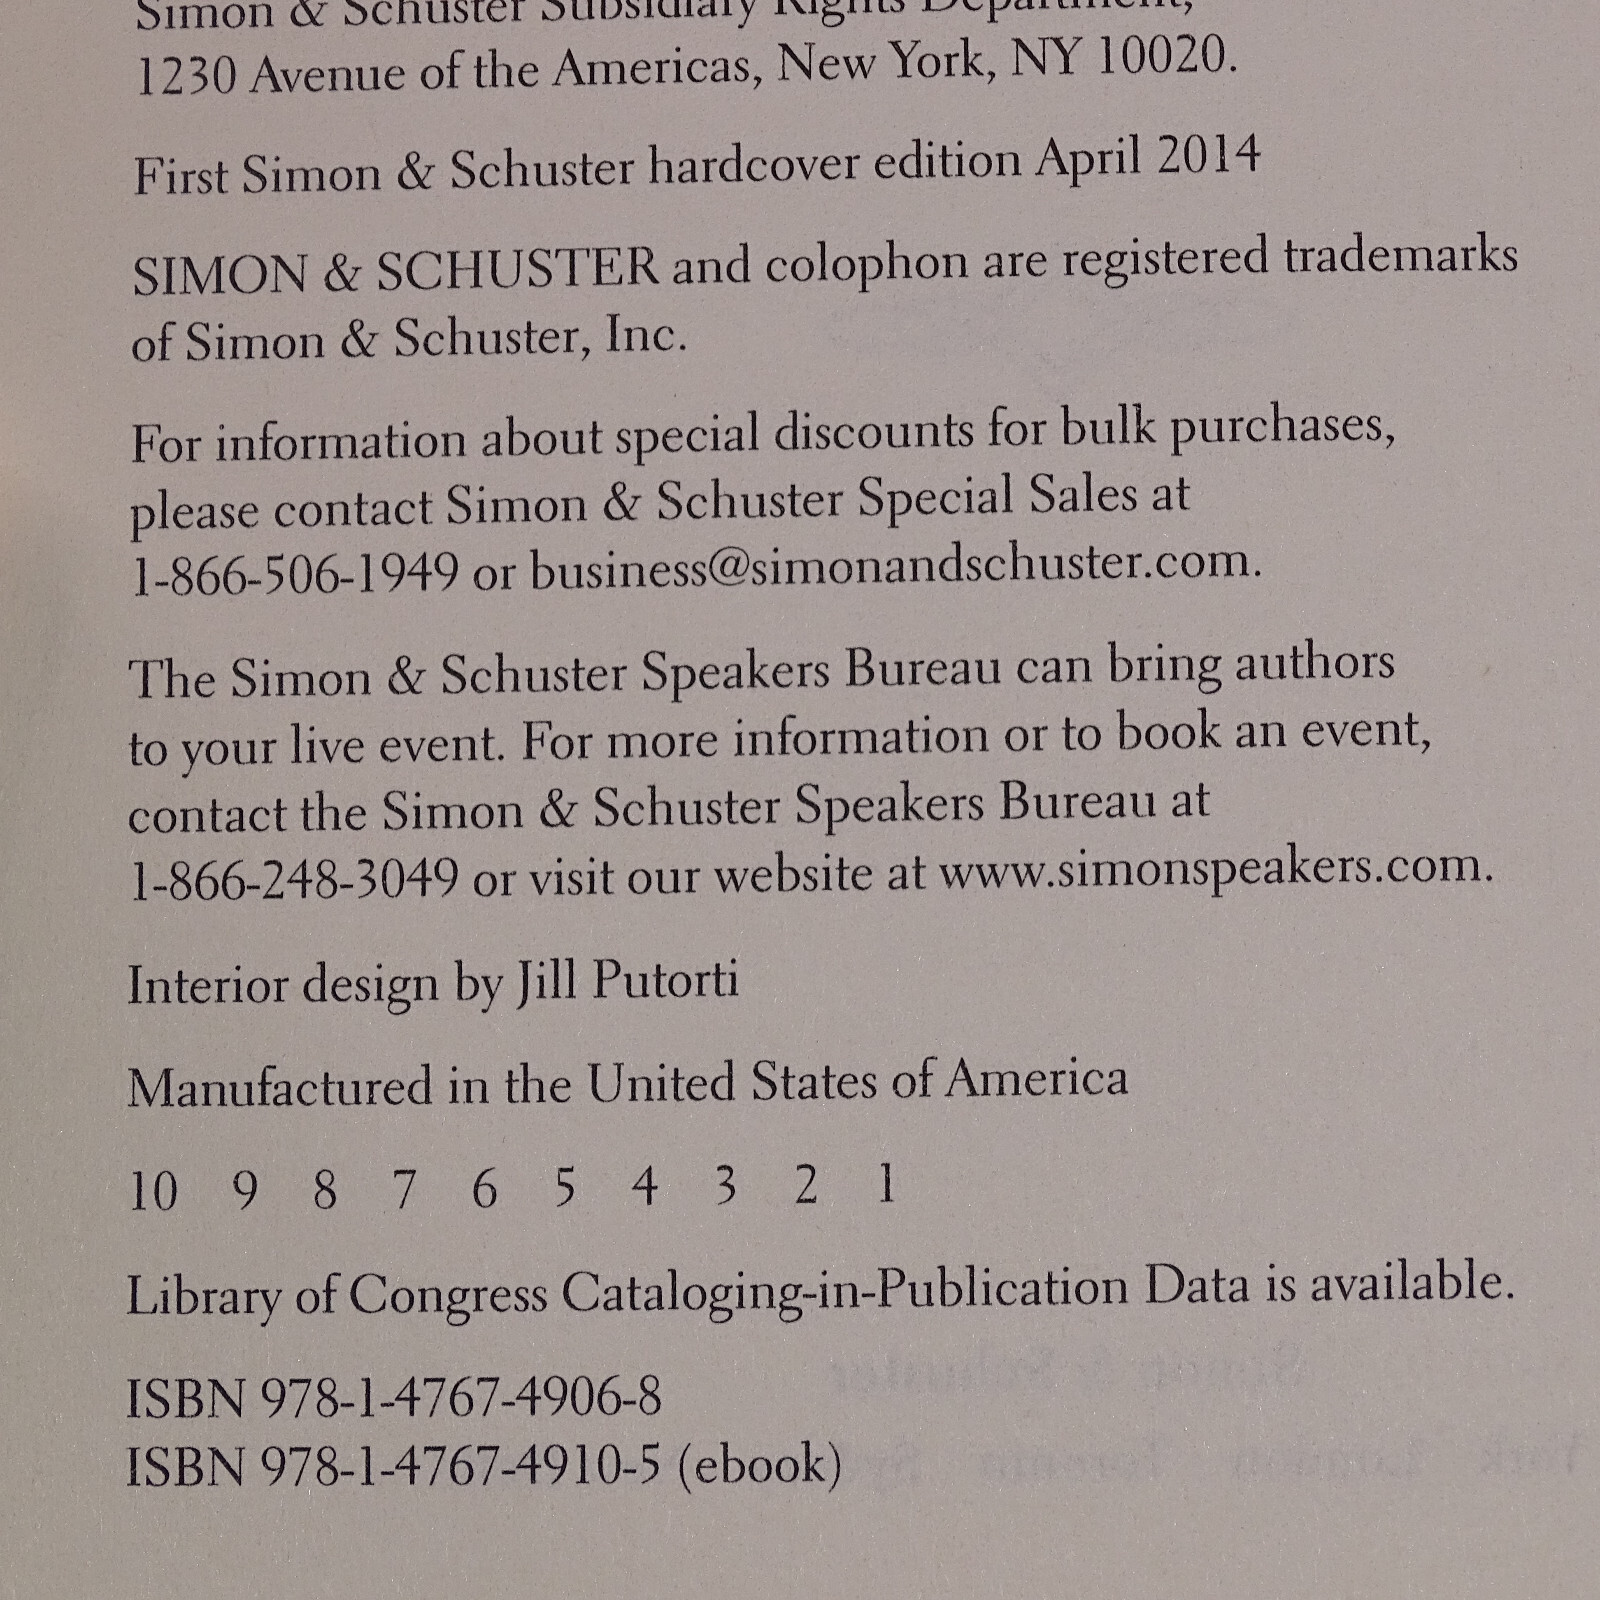 Simon & Schuster Subsidiary Rights Department,
1230 Avenue of the Americas, New York, NY 10020.
First Simon & Schuster hardcover edition April 2014
SIMON & SCHUSTER and colophon are registered trademarks
of Simon & Schuster, Inc.
For information about special discounts for bulk purchases,
please contact Simon & Schuster Special Sales at
1-866-506-1949 or business@simonandschuster.com.
The Simon & Schuster Speakers Bureau can bring authors
to your live event. For more information or to book an event,
contact the Simon & Schuster Speakers Bureau at
1-866-248-3049 or visit our website at www.simonspeakers.com.
Interior design by Jill Putorti
Manufactured in the United States of America
10 9 8 7 6 5 4 3 2 1
Library of Congress Cataloging-in-Publication Data is available.
ISBN 978-1-4767-4906-8
ISBN 978-1-4767-4910-5 (ebook)